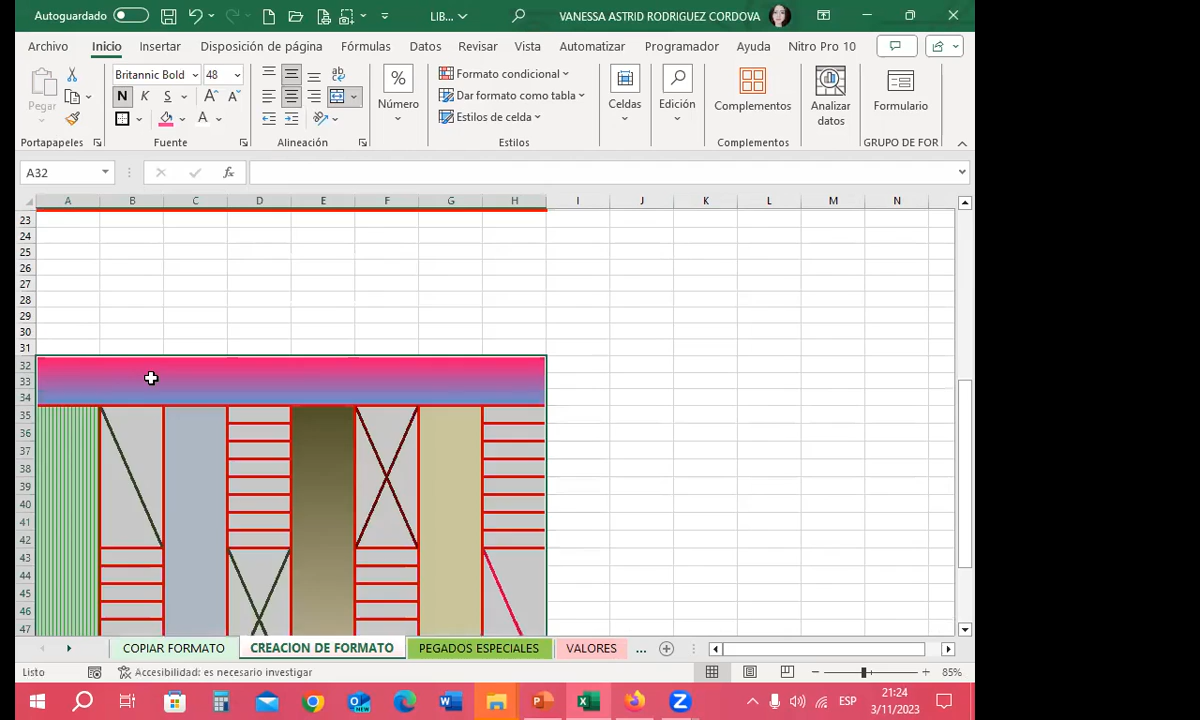 Autoguardado
LIB...
VANESSA ASTRID RODRIGUEZ CORDOVA
Archivo Inicio Insertar Disposición de página Fórmulas Datos Revisar Vista Automatizar Programador Ayuda Nitro Pro 10
Pegar
Portapapeles
Britannic Bold 48
N K S
Fuente
Alineación
%
Número
Formato condicional
Dar formato como tabla
Estilos de celda
Estilos
Celdas
Edición
Complementos
Complementos
Analizar
datos
Formulario
GRUPO DE FOR
A32
fx
A B C D E F G H I J K L M N
23
24
25
26
27
28
29
30
31
32
33
34
35
36
37
38
39
40
41
42
43
44
45
46
47
COPIAR FORMATO CREACION DE FORMATO PEGADOS ESPECIALES VALORES ...
Listo Accesibilidad: es necesario investigar 85%
ESP
21:24
3/11/2023